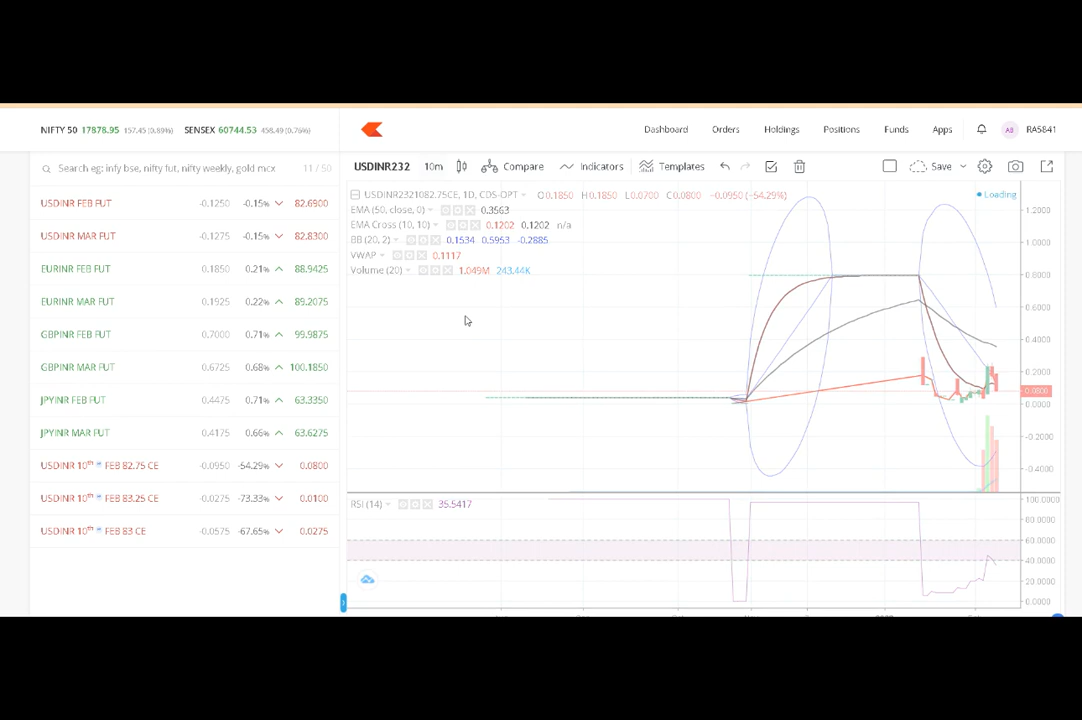 NIFTY 50 17878.95 157.45 (0.89%) SENSEX 60744.53 458.49 (0.76%)
Dashboard Orders Holdings Positions Funds Apps RA5841
Search eg: infy bse, nifty fut, nifty weekly, gold mcx 11 / 50
USDINR232 10m Compare Indicators Templates Save
USDINR FEB FUT -0.1250 -0.15% 82.6900
USDINR MAR FUT -0.1275 -0.15% 82.8300
EURINR FEB FUT 0.1850 0.21% 88.9425
EURINR MAR FUT 0.1925 0.22% 89.2075
GBPINR FEB FUT 0.7000 0.71% 99.9875
GBPINR MAR FUT 0.6725 0.68% 100.1850
JPYINR FEB FUT 0.4475 0.71% 63.3350
JPYINR MAR FUT 0.4175 0.66% 63.6275
USDINR 10th FEB 82.75 CE -0.0950 -54.29% 0.0800
USDINR 10th FEB 83.25 CE -0.0275 -73.33% 0.0100
USDINR 10th FEB 83 CE -0.0575 -67.65% 0.0275
USDINR2321082.75CE, 1D, CDS-OPT O0.1850 H0.1850 L0.0700 C0.0800 -0.0950 (-54.29%)
Loading
EMA (50, close, 0) 0.3563
EMA Cross (10, 10) 0.1202 0.1202 n/a
BB (20, 2) 0.1534 0.5953 -0.2885
VWAP 0.1117
Volume (20) 1.049M 243.44K
1.2000
1.0000
0.8000
0.6000
0.4000
0.2000
0.0800
0.0000
-0.2000
-0.4000
RSI (14) 35.5417
100.0000
80.0000
60.0000
40.0000
20.0000
0.0000